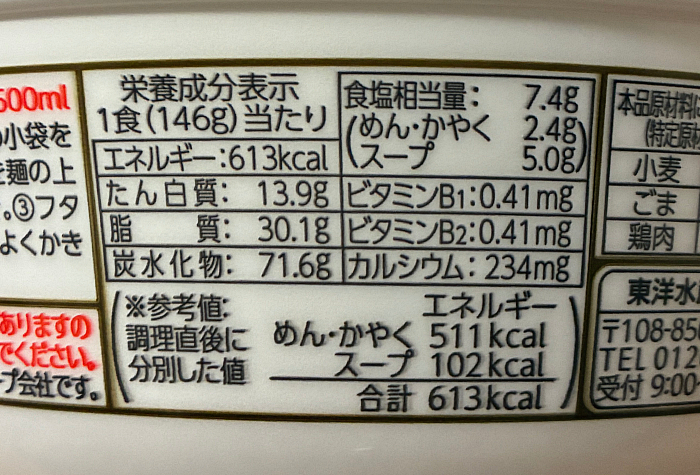 500ml
小袋を
麺の上
。③フタ
よくかき
ありますの
でください。
プ会社です。
栄養成分表示
1食(146g)当たり
エネルギー:613kcal
たん白質: 13.9g
脂 質: 30.1g
炭水化物: 71.6g
食塩相当量: 7.4g
(めん・かやく 2.4g
スープ 5.0g)
ビタミンB1:0.41mg
ビタミンB2:0.41mg
カルシウム:234mg
(※参考値:
調理直後に
分別した値
エネルギー
めん・かやく 511kcal
スープ 102kcal
合計 613kcal)
本品原材料に
(特定原材
小麦
ごま
鶏肉
東洋水
〒108-850
TEL 012
受付 9:00-